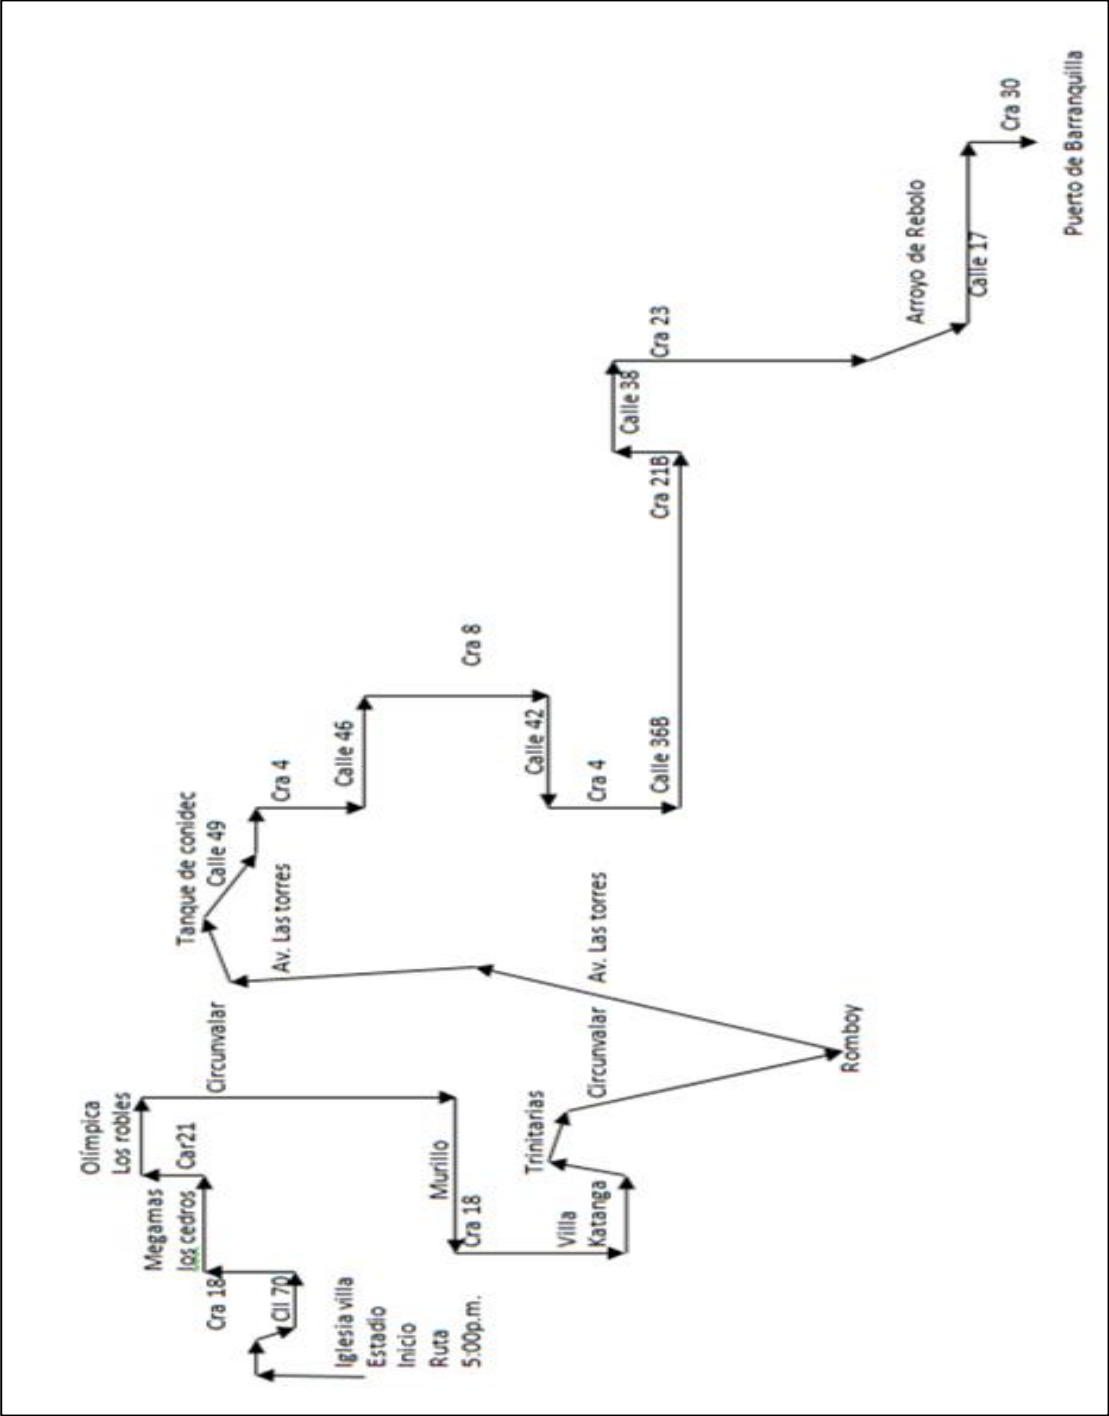 Iglesia villa
Estadio
Inicio
Ruta
5:00p.m.
Cll 70
Cra 18
Megamas
los cedros
Car21
Olímpica
Los robles
Circunvalar
Murillo
Cra 18
Villa
Katanga
Trinitarias
Circunvalar
Romboy
Av. Las torres
Av. Las torres
Tanque de conidec
Calle 49
Cra 4
Calle 46
Cra 8
Calle 42
Cra 4
Calle 36B
Cra 21B
Calle 38
Cra 23
Arroyo de Rebolo
Calle 17
Cra 30
Puerto de Barranquilla